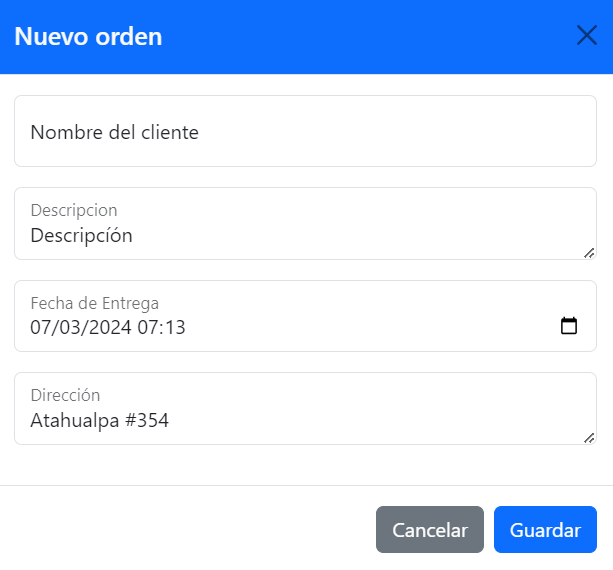 Nuevo orden
Nombre del cliente
Descripcion
Descripcíón
Fecha de Entrega
07/03/2024 07:13
Dirección
Atahualpa #354
Cancelar
Guardar